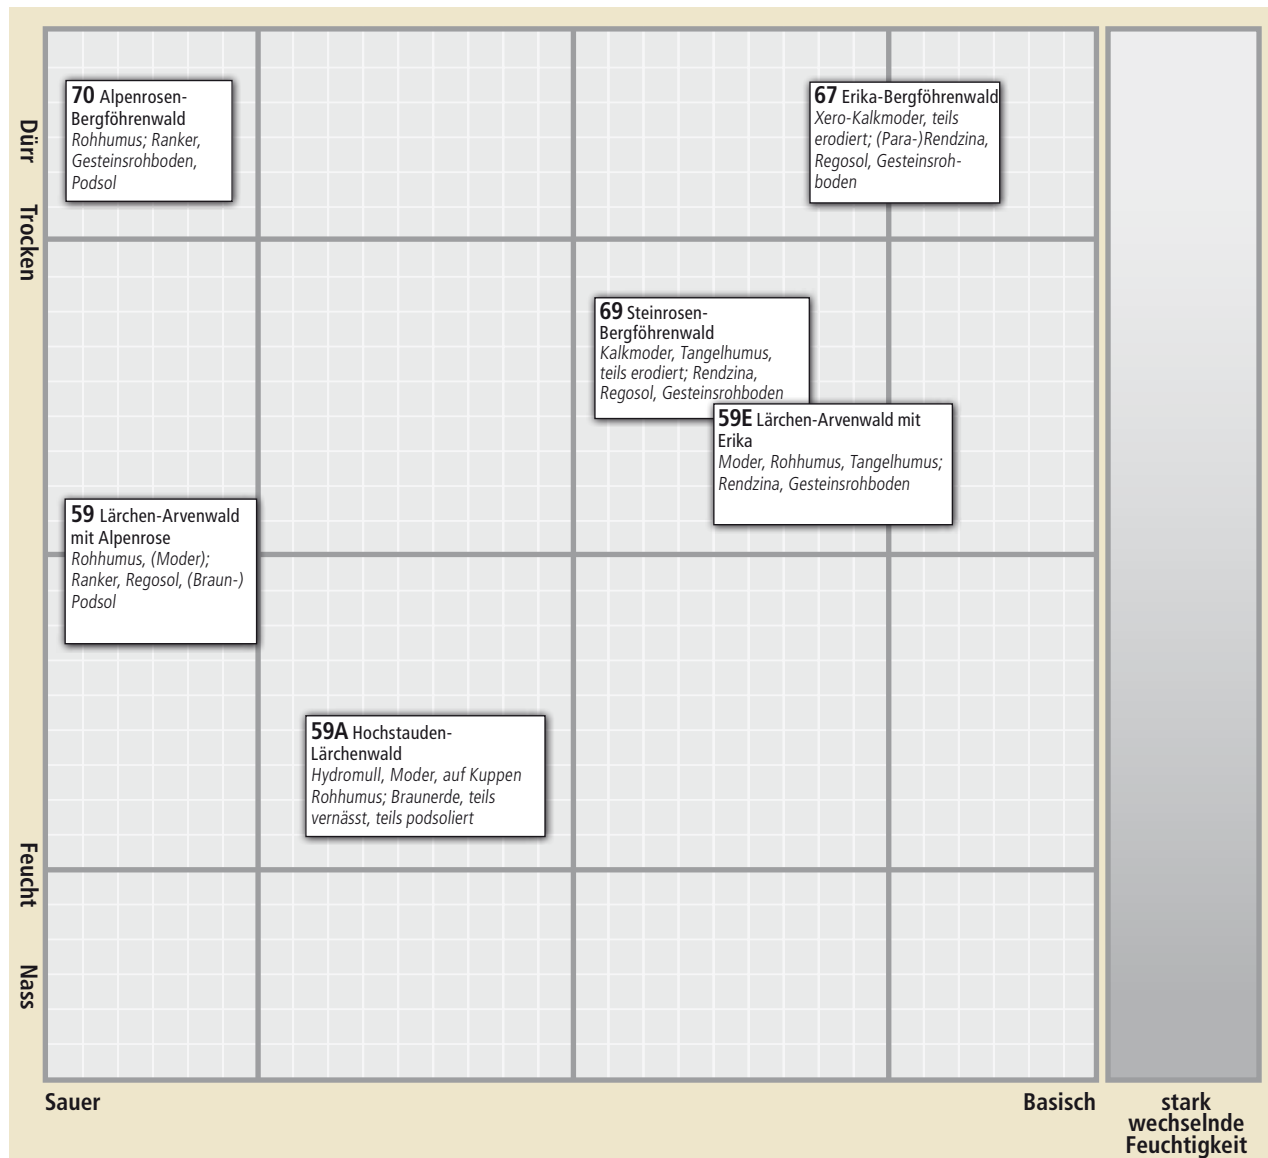 70 Alpenrosen-
Bergföhrenwald
Rohhumus; Ranker,
Gesteinsrohboden,
Podsol
67 Erika-Bergföhrenwald
Xero-Kalkmoder, teils
erodiert; (Para-)Rendzina,
Regosol, Gesteinsroh-
boden
69 Steinrosen-
Bergföhrenwald
Kalkmoder, Tangelhumus,
teils erodiert; Rendzina,
Regosol, Gesteinsrohboden
59E Lärchen-Arvenwald mit
Erika
Moder, Rohhumus, Tangelhumus;
Rendzina, Gesteinsrohboden
59 Lärchen-Arvenwald
mit Alpenrose
Rohhumus, (Moder);
Ranker, Regosol, (Braun-)
Podsol
59A Hochstauden-
Lärchenwald
Hydromull, Moder, auf Kuppen
Rohhumus; Braunerde, teils
vernässt, teils podsoliert
Dürr
Trocken
Feucht
Nass
Sauer
Basisch
stark
wechselnde
Feuchtigkeit